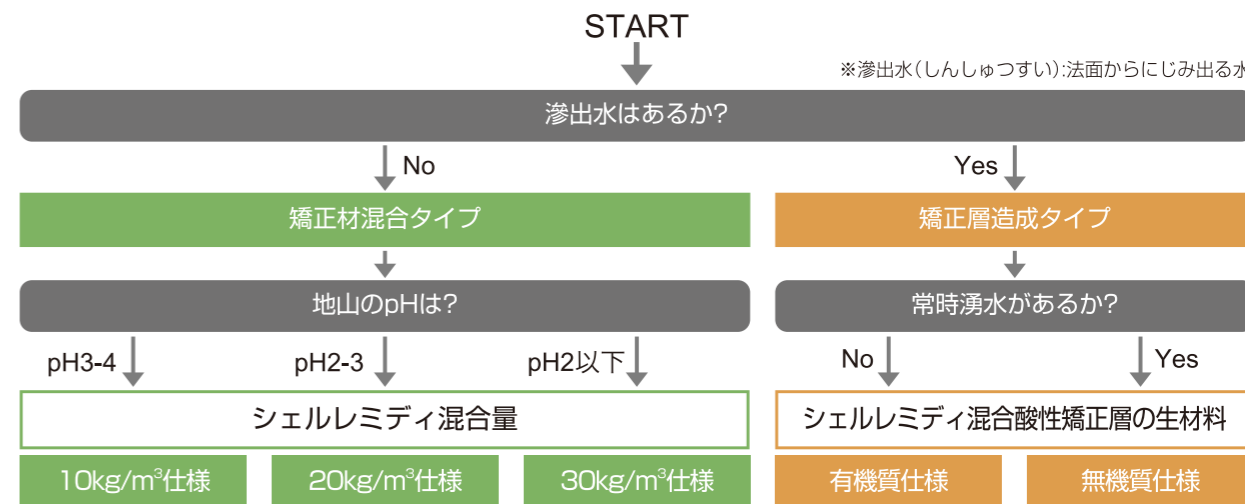 START
※滲出水(しんしゅつすい):法面からにじみ出る水
滲出水はあるか?
No
Yes
矯正材混合タイプ
矯正層造成タイプ
地山のpHは?
常時湧水があるか?
pH3-4
pH2-3
pH2以下
No
Yes
シェルレミディ混合量
シェルレミディ混合酸性矯正層の生材料
10kg/m³仕様
20kg/m³仕様
30kg/m³仕様
有機質仕様
無機質仕様